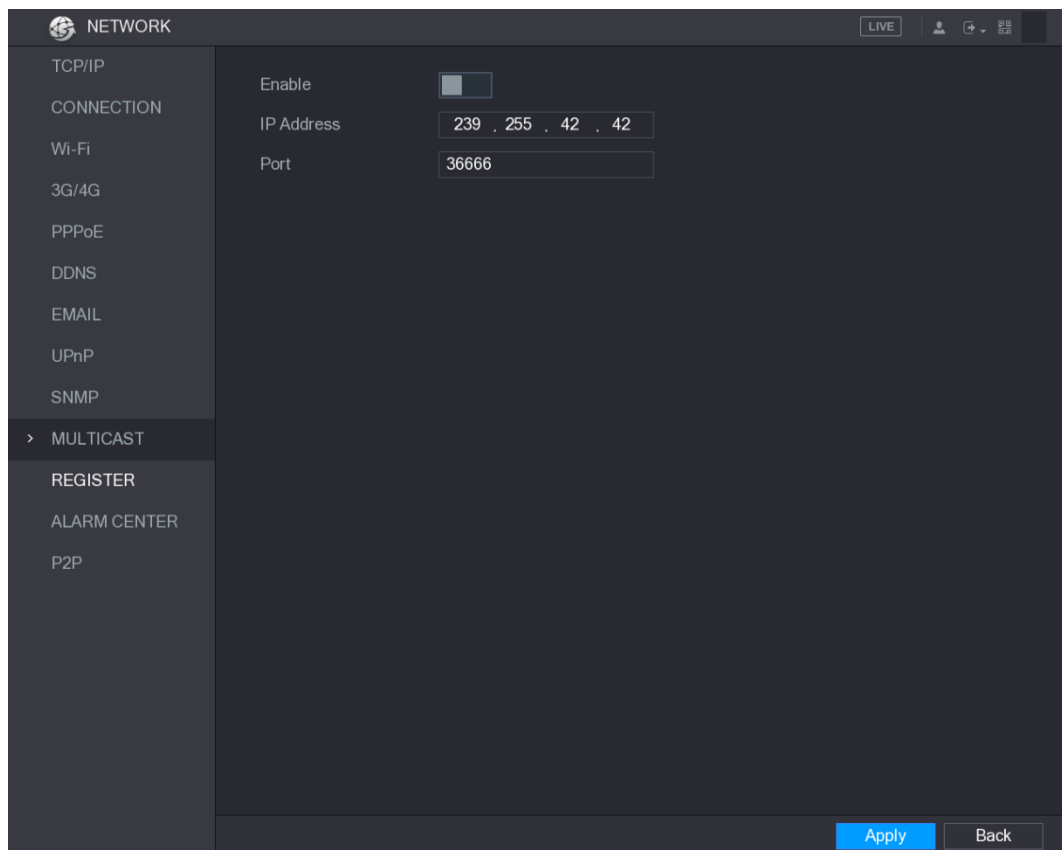 NETWORK
LIVE
TCP/IP
CONNECTION
Wi-Fi
3G/4G
PPPoE
DDNS
EMAIL
UPnP
SNMP
> MULTICAST
REGISTER
ALARM CENTER
P2P
Enable
IP Address 239 . 255 . 42 . 42
Port 36666
Apply Back